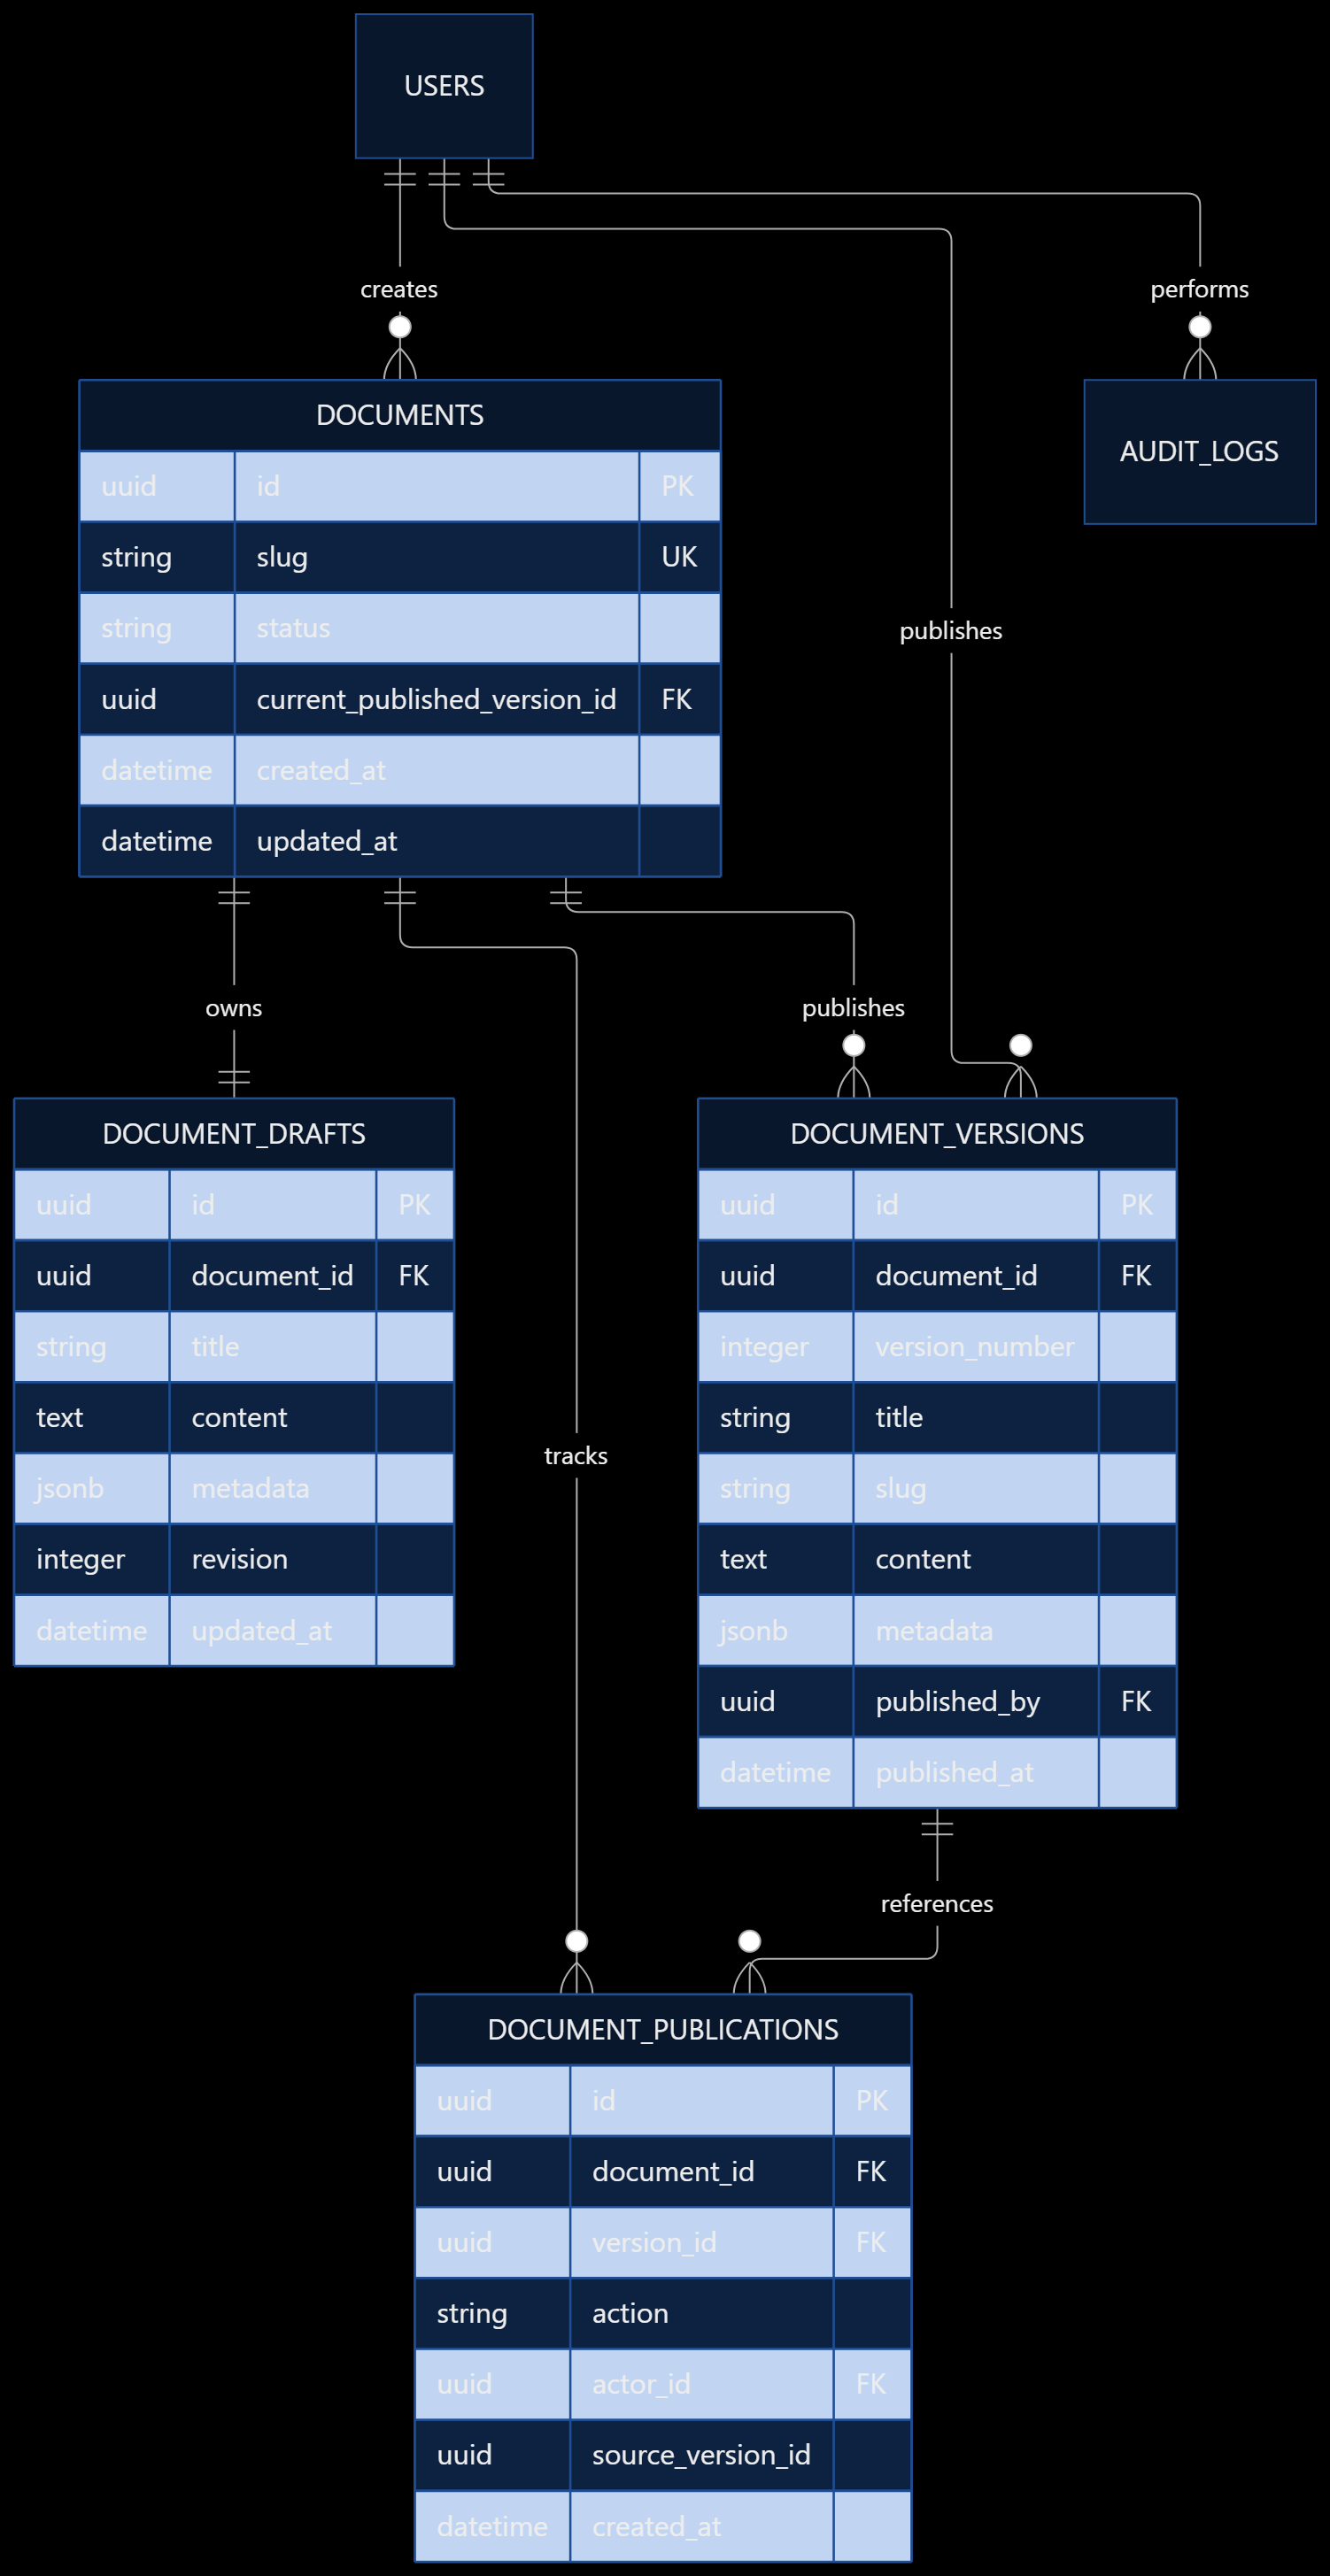 USERS
creates
performs
DOCUMENTS
uuid id PK
string slug UK
string status
uuid current_published_version_id FK
datetime created_at
datetime updated_at
AUDIT_LOGS
publishes
owns
publishes
DOCUMENT_DRAFTS
uuid id PK
uuid document_id FK
string title
text content
jsonb metadata
integer revision
datetime updated_at
tracks
DOCUMENT_VERSIONS
uuid id PK
uuid document_id FK
integer version_number
string title
string slug
text content
jsonb metadata
uuid published_by FK
datetime published_at
references
DOCUMENT_PUBLICATIONS
uuid id PK
uuid document_id FK
uuid version_id FK
string action
uuid actor_id FK
uuid source_version_id
datetime created_at